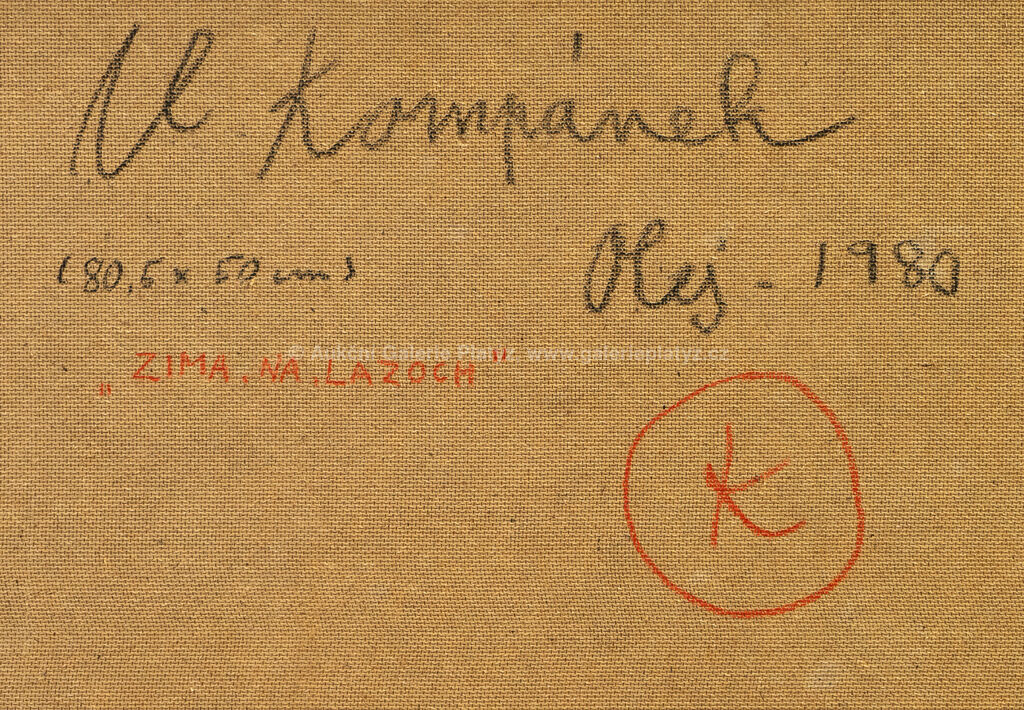 Vl Kompánek
(80,5 x 50 cm)
Olej - 1980
„ZIMA . NA . LAZOCH"
K